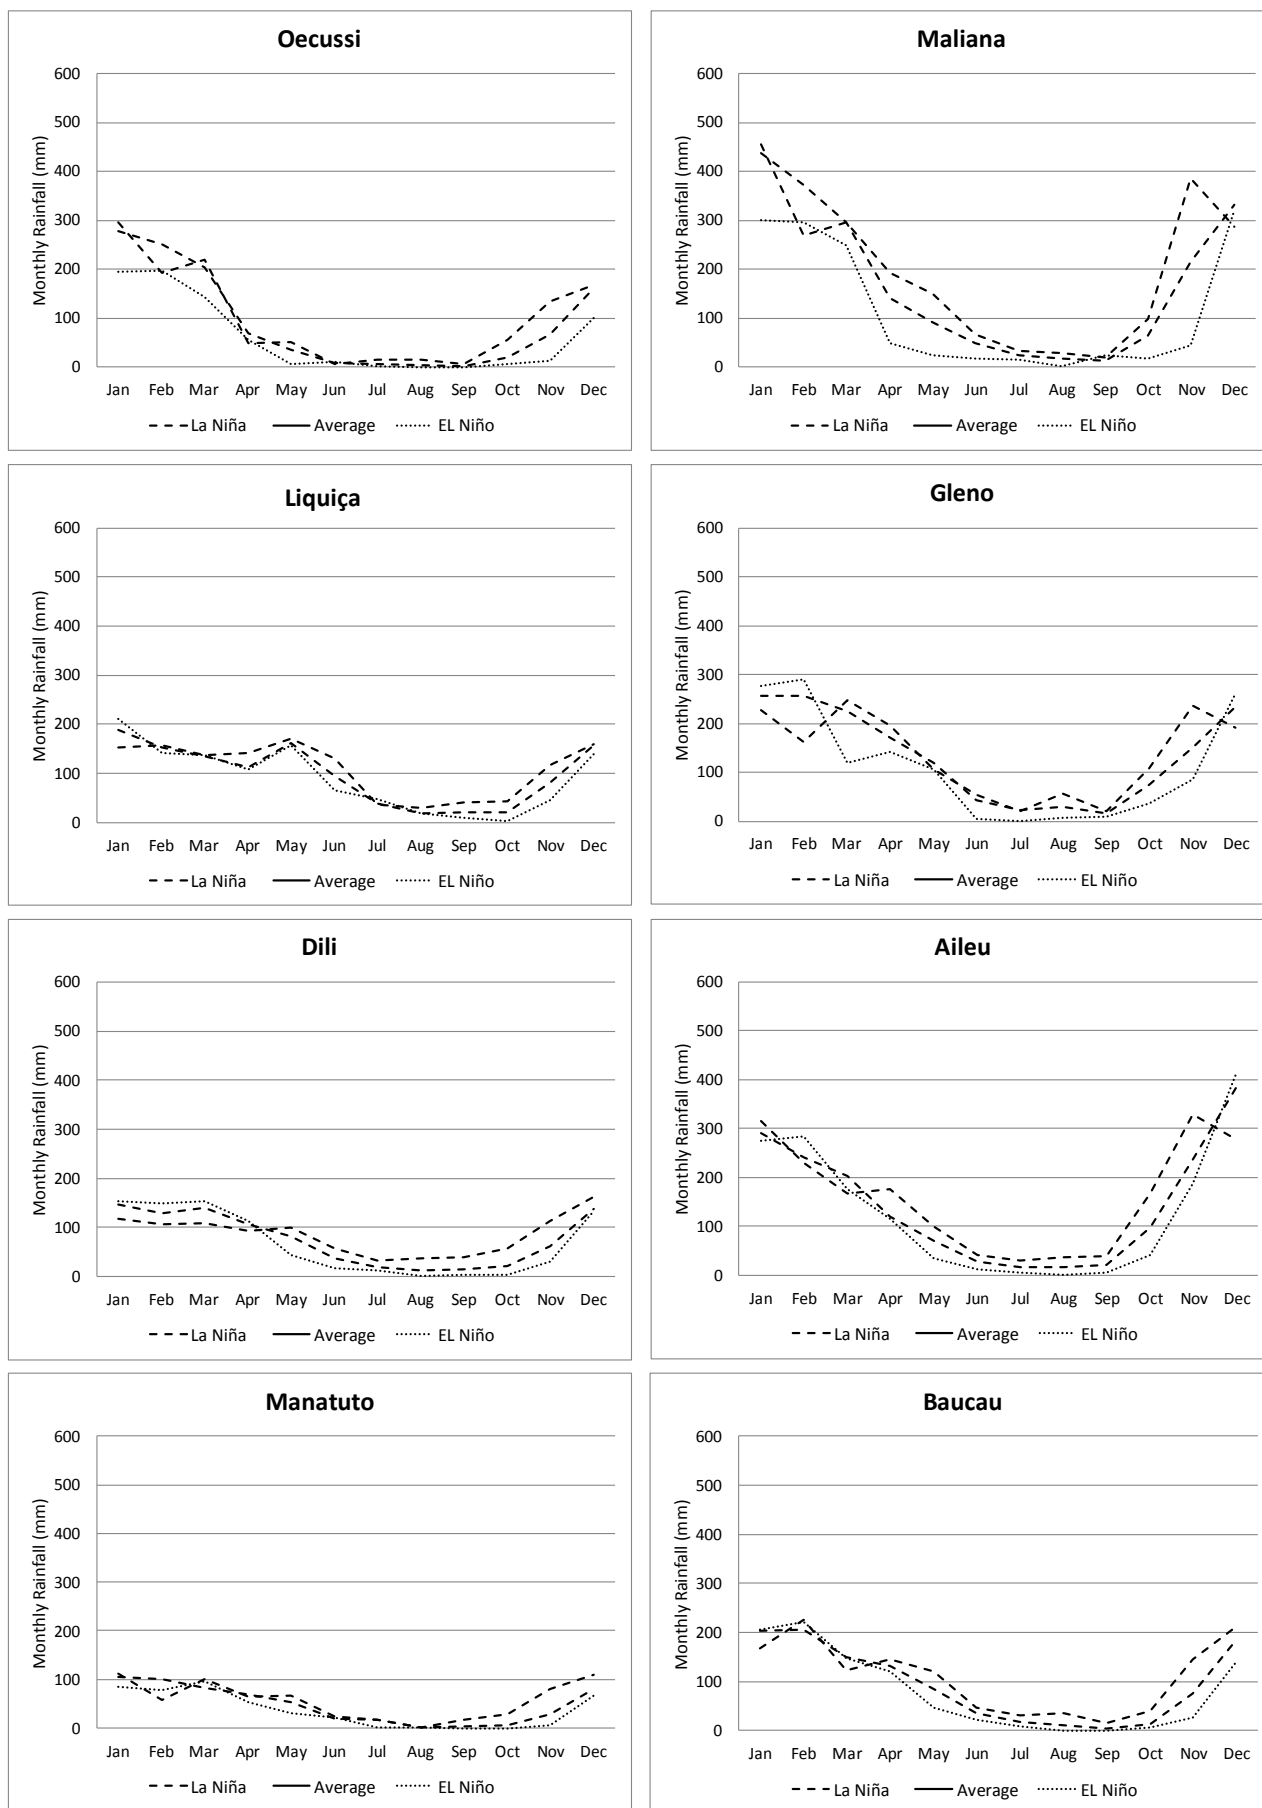 Oecussi
Monthly Rainfall (mm)
600
500
400
300
200
100
0
Jan Feb Mar Apr May Jun Jul Aug Sep Oct Nov Dec
La Niña Average EL Niño
Maliana
Monthly Rainfall (mm)
600
500
400
300
200
100
0
Jan Feb Mar Apr May Jun Jul Aug Sep Oct Nov Dec
La Niña Average EL Niño
Liquiça
Monthly Rainfall (mm)
600
500
400
300
200
100
0
Jan Feb Mar Apr May Jun Jul Aug Sep Oct Nov Dec
La Niña Average EL Niño
Gleno
Monthly Rainfall (mm)
600
500
400
300
200
100
0
Jan Feb Mar Apr May Jun Jul Aug Sep Oct Nov Dec
La Niña Average EL Niño
Dili
Monthly Rainfall (mm)
600
500
400
300
200
100
0
Jan Feb Mar Apr May Jun Jul Aug Sep Oct Nov Dec
La Niña Average EL Niño
Aileu
Monthly Rainfall (mm)
600
500
400
300
200
100
0
Jan Feb Mar Apr May Jun Jul Aug Sep Oct Nov Dec
La Niña Average EL Niño
Manatuto
Monthly Rainfall (mm)
600
500
400
300
200
100
0
Jan Feb Mar Apr May Jun Jul Aug Sep Oct Nov Dec
La Niña Average EL Niño
Baucau
Monthly Rainfall (mm)
600
500
400
300
200
100
0
Jan Feb Mar Apr May Jun Jul Aug Sep Oct Nov Dec
La Niña Average EL Niño